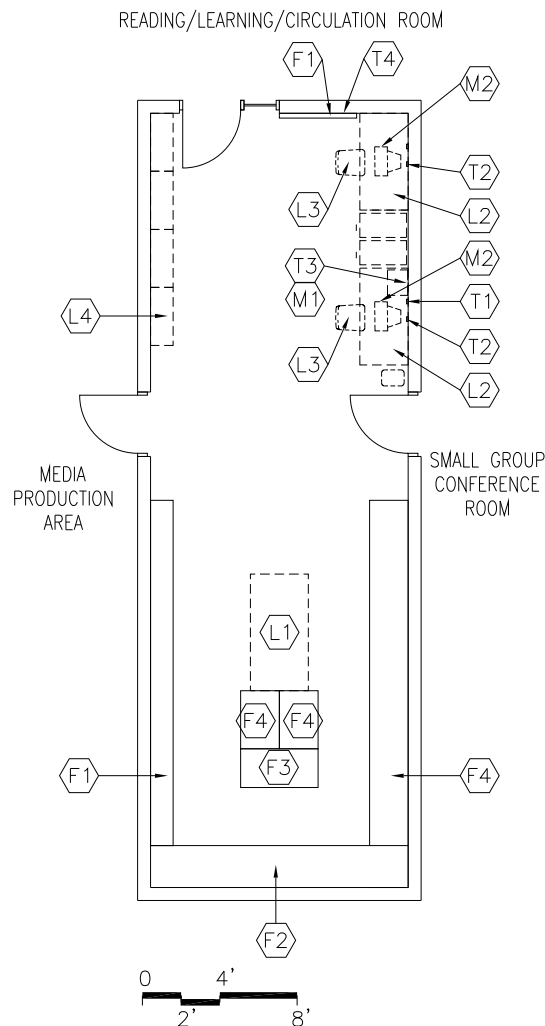 READING/LEARNING/CIRCULATION ROOM
F1
T4
M2
T2
L3
L2
M2
T3
M1
T1
L4
T2
L3
L2
MEDIA
PRODUCTION
AREA
SMALL GROUP
CONFERENCE
ROOM
L1
F4
F4
F3
F1
F4
F2
0
4'
2'
8'